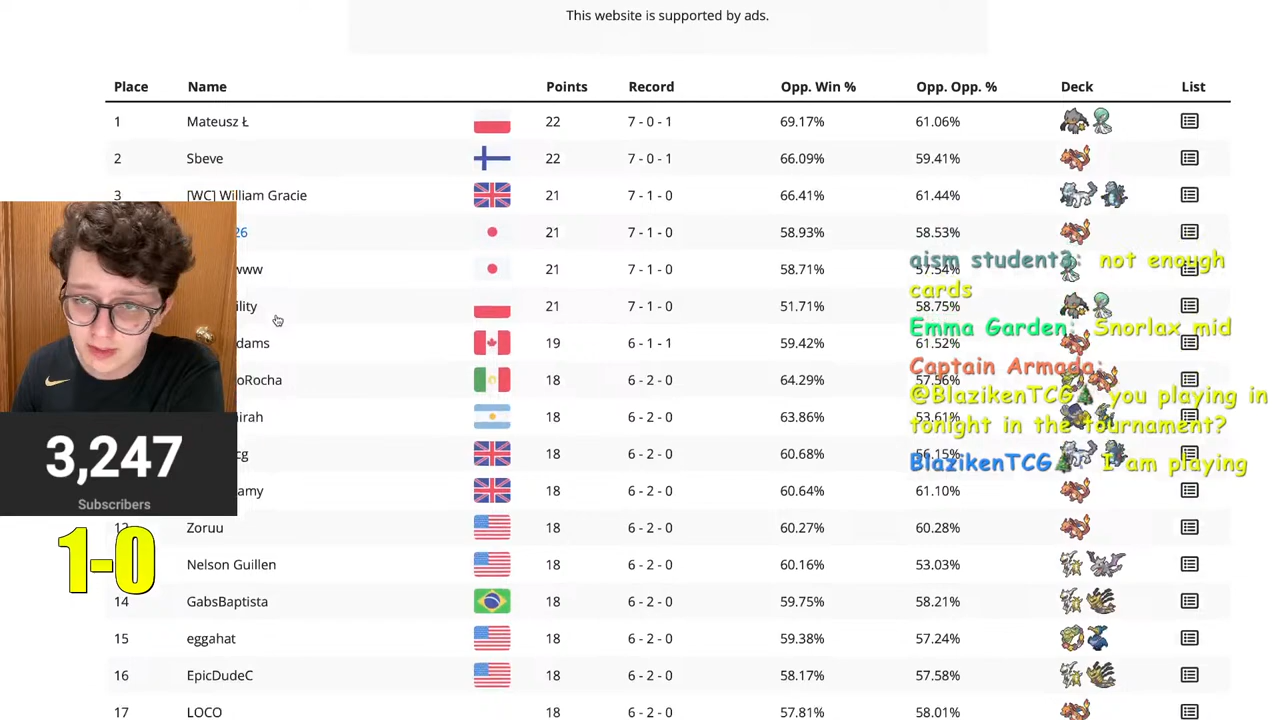 This website is supported by ads.
Place Name Points Record Opp. Win % Opp. Opp. % Deck List
1 Mateusz Ł 22 7 - 0 - 1 69.17% 61.06%
2 Sbeve 22 7 - 0 - 1 66.09% 59.41%
3 [WC] William Gracie 21 7 - 1 - 0 66.41% 61.44%
26 21 7 - 1 - 0 58.93% 58.53%
www 21 7 - 1 - 0 58.71% 57.54%
ility 21 7 - 1 - 0 51.71% 58.75%
dams 19 6 - 1 - 1 59.42% 61.52%
oRocha 18 6 - 2 - 0 64.29% 57.96%
irah 18 6 - 2 - 0 63.86% 53.61%
cg 18 6 - 2 - 0 60.68% 56.15%
amy 18 6 - 2 - 0 60.64% 61.10%
Zoruu 18 6 - 2 - 0 60.27% 60.28%
Nelson Guillen 18 6 - 2 - 0 60.16% 53.03%
14 GabsBaptista 18 6 - 2 - 0 59.75% 58.21%
15 eggahat 18 6 - 2 - 0 59.38% 57.24%
16 EpicDudeC 18 6 - 2 - 0 58.17% 57.58%
17 LOCO 18 6 - 2 - 0 57.81% 58.01%
3,247
Subscribers
1-0
aism student3: not enough
cards
Emma Garden: Snorlax mid
Captain Armada:
@BlazikenTCG🎄 you playing in
tonight in the tournament?
BlazikenTCG🎄 I am playing